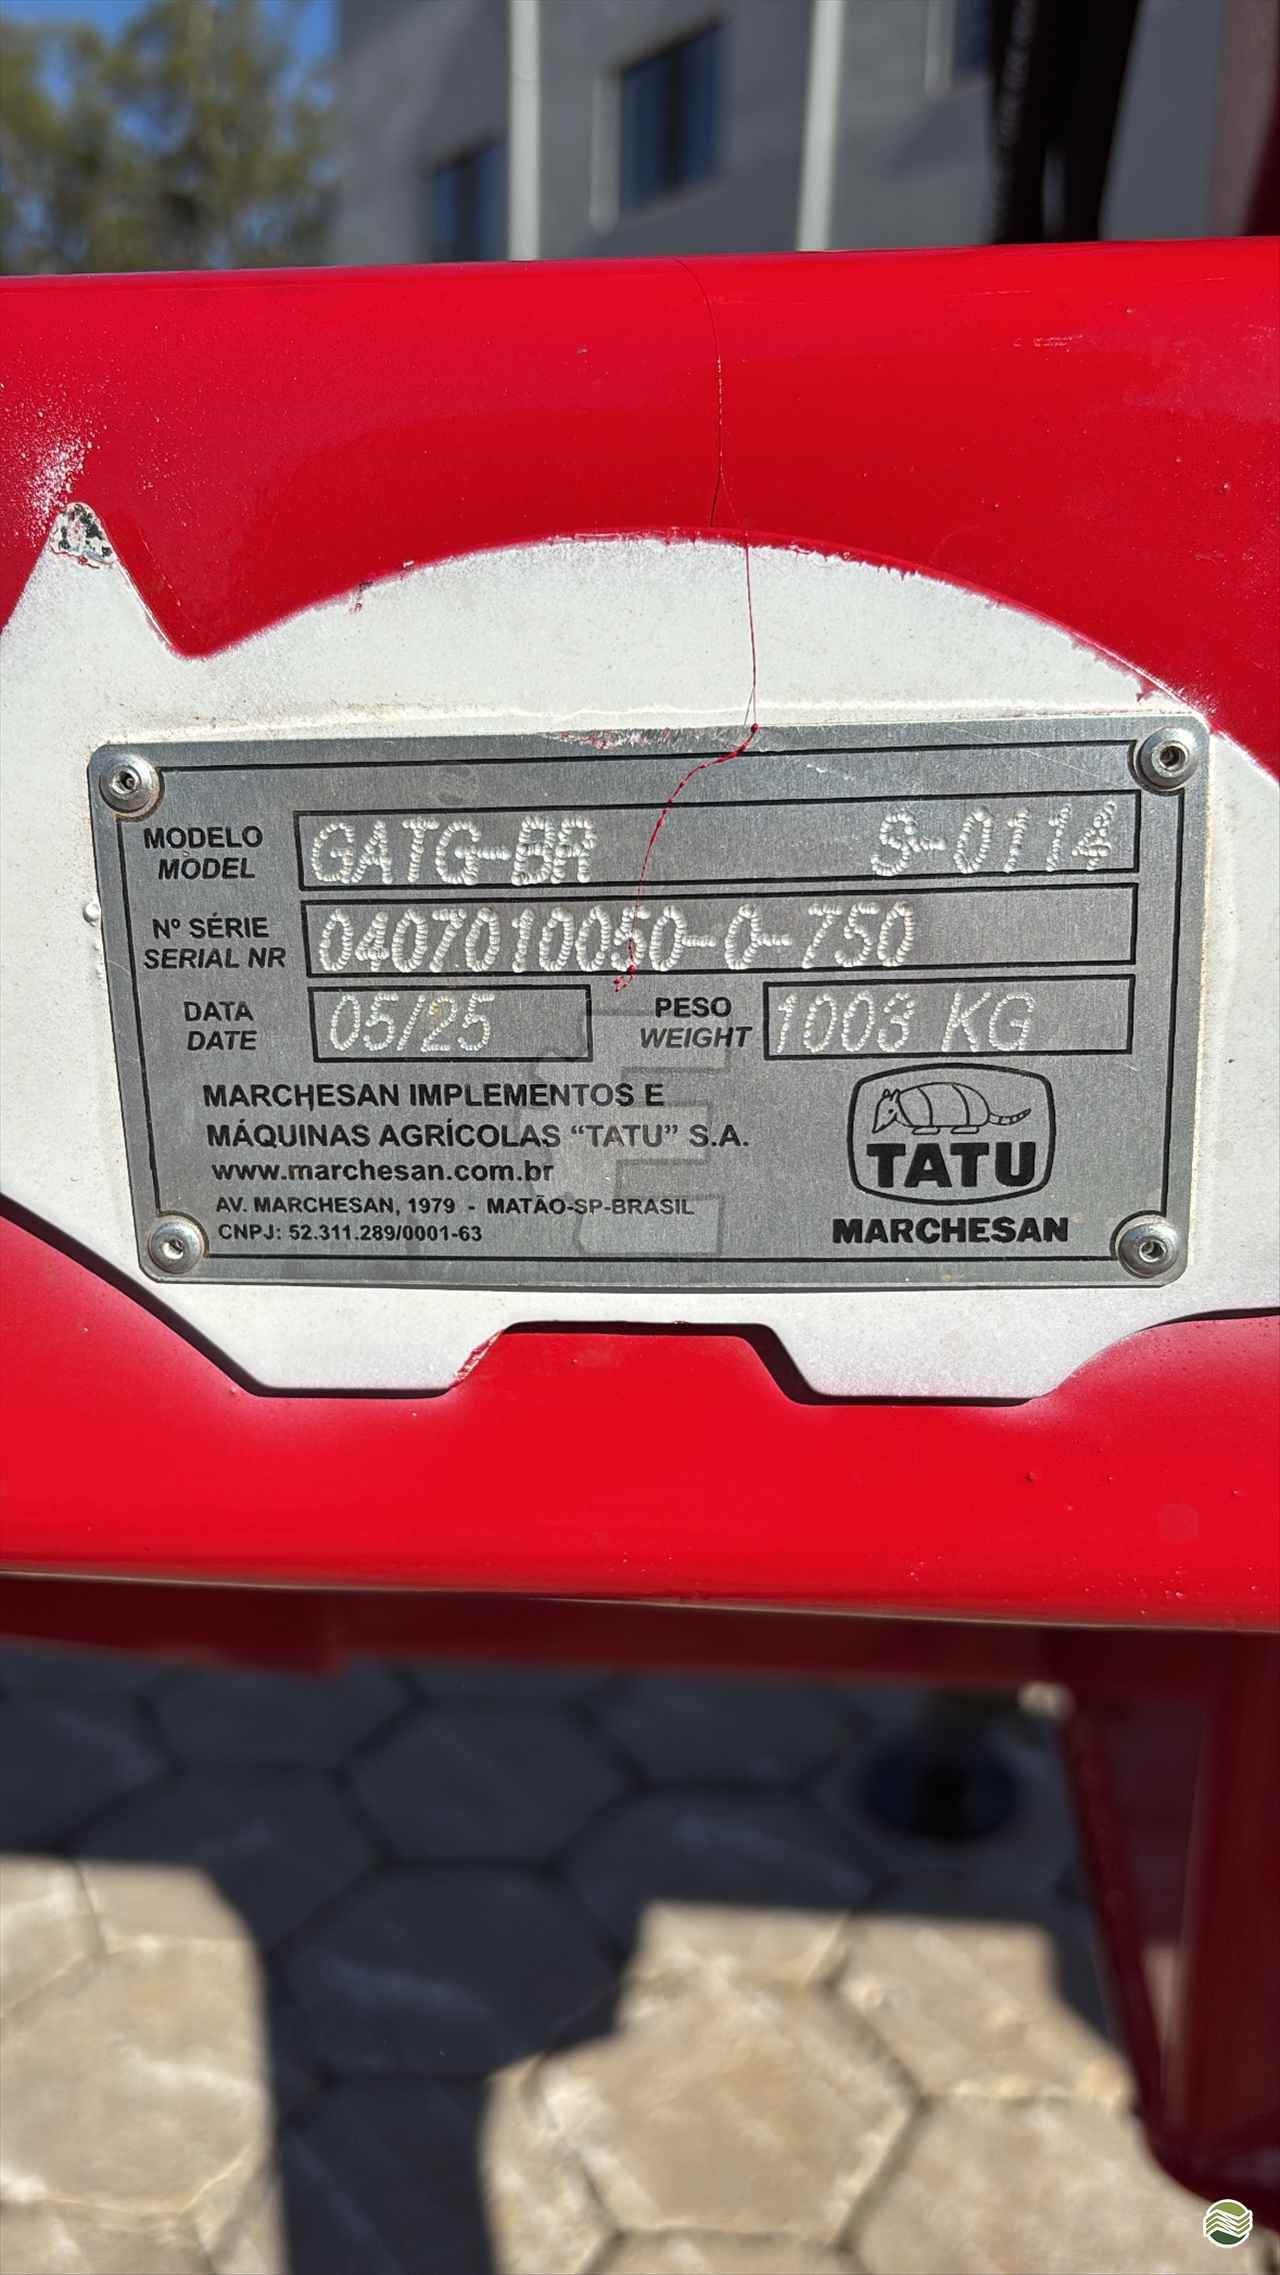 MODELO
MODEL
GATG-BR S-0114
Nº SÉRIE
SERIAL NR
0407010050-0-750
DATA
DATE
05/25
PESO
WEIGHT
1003 KG
MARCHESAN IMPLEMENTOS E
MÁQUINAS AGRÍCOLAS “TATU” S.A.
www.marchesan.com.br
AV. MARCHESAN, 1979 - MATÃO-SP-BRASIL
CNPJ: 52.311.289/0001-63
TATU
MARCHESAN